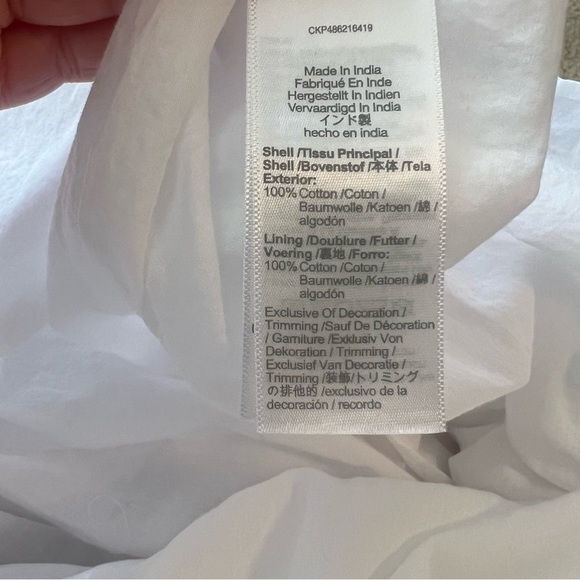 CKP486216419
Made In India
Fabriqué En Inde
Hergestellt In Indien
Vervaardigd In India
インド製
hecho en india
Shell /Tissu Principal /
Shell /Bovenstof /本体 /Tela
Exterior:
100% Cotton /Coton /
Baumwolle /Katoen /綿 /
algodón
Lining /Doublure /Futter /
Voering /裏地 /Forro:
100% Cotton /Coton /
Baumwolle /Katoen /綿 /
algodón
Exclusive Of Decoration /
Trimming /Sauf De Décoration
/ Garniture /Exklusiv Von
Dekoration / Trimming /
Exclusief Van Decoratie /
Trimming /装飾/トリミング
の排他的 /exclusivo de la
decoración / recordo